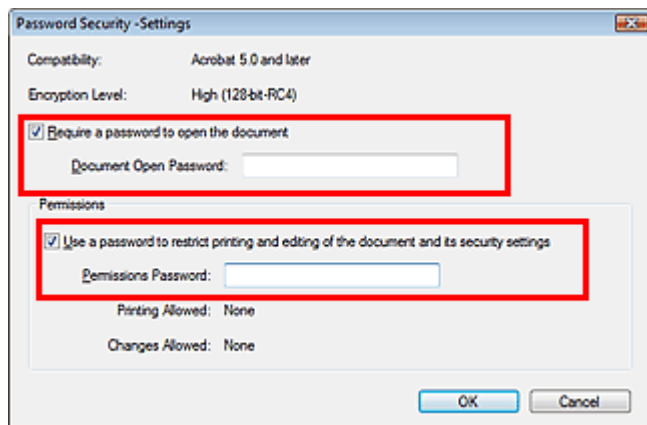 Password Security -Settings
Compatibility: Acrobat 5.0 and later
Encryption Level: High (128-bit-RC4)
Require a password to open the document
Document Open Password:
Permissions
Use a password to restrict printing and editing of the document and its security settings
Permissions Password:
Printing Allowed: None
Changes Allowed: None
OK Cancel